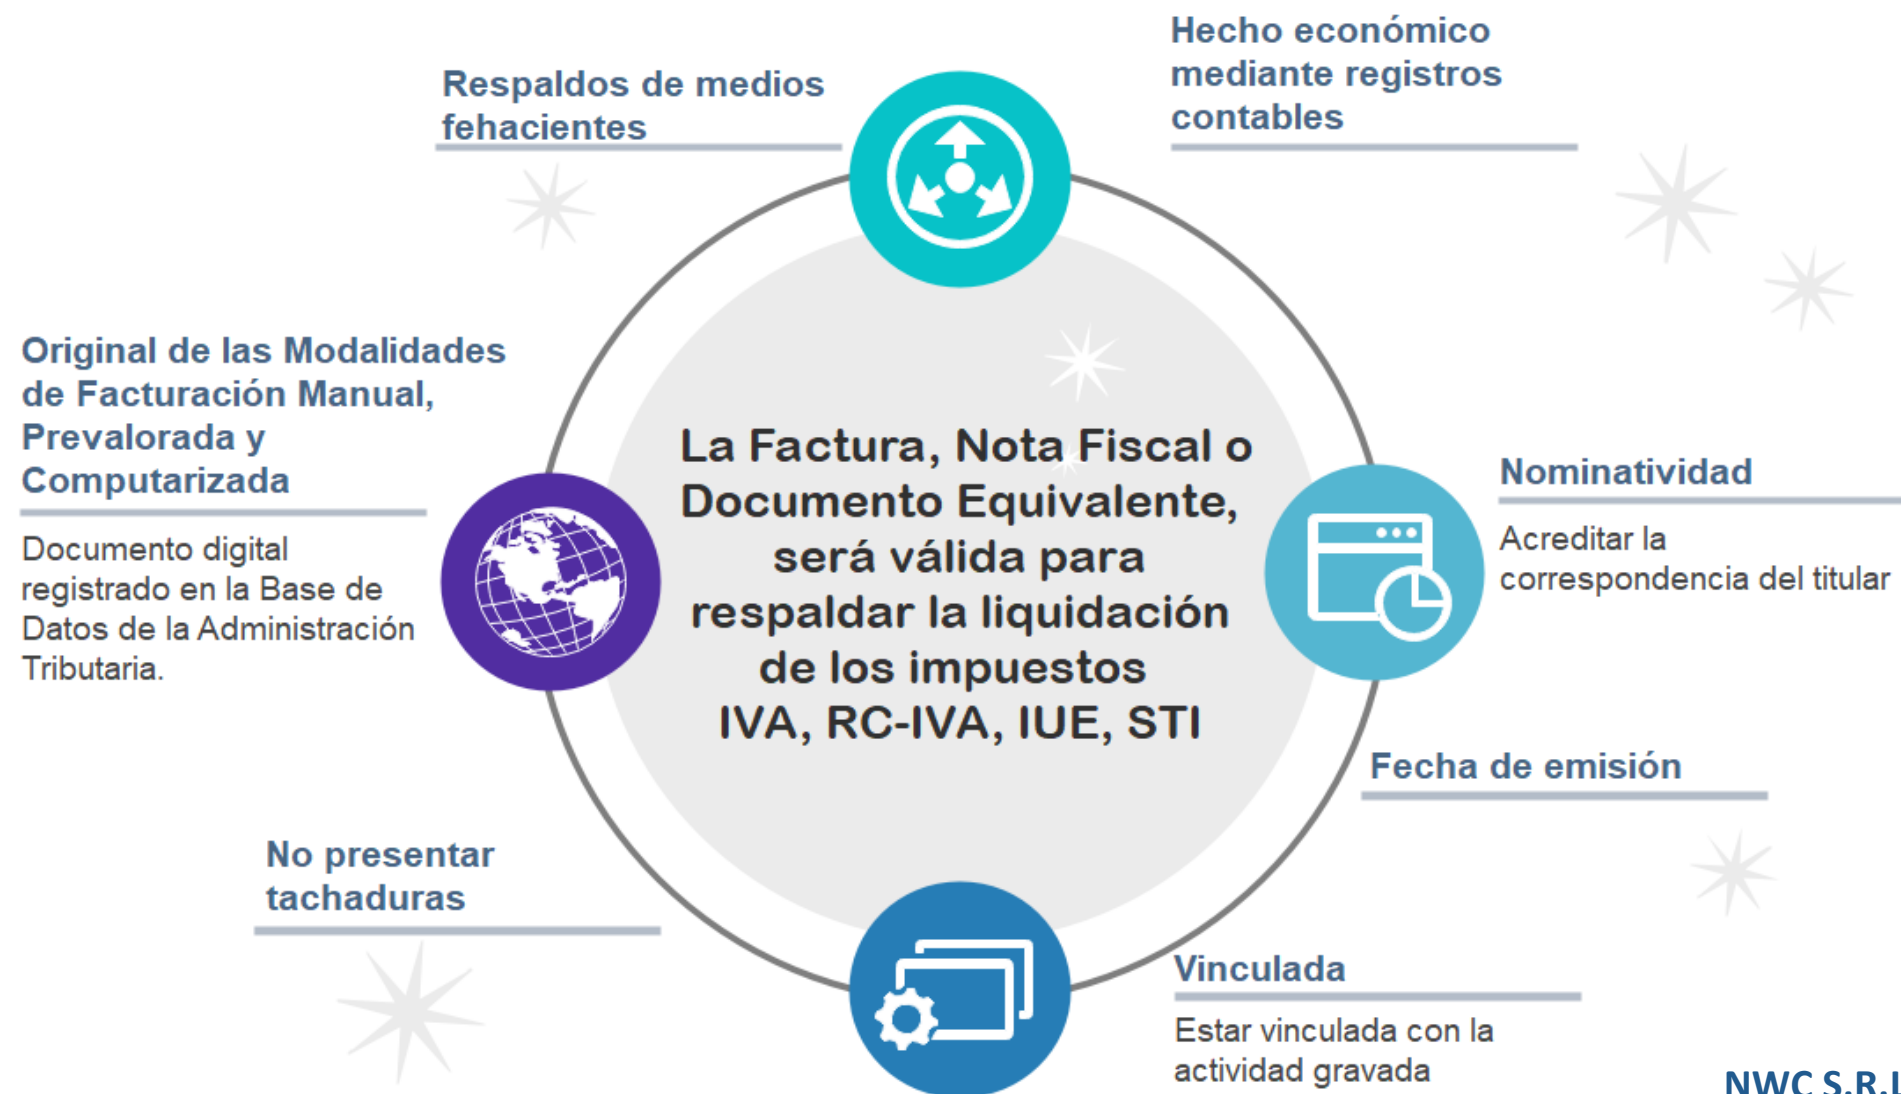 Hecho económico
mediante registros
contables
Respaldos de medios
fehacientes
Original de las Modalidades
de Facturación Manual,
Prevalorada y
Computarizada
Documento digital
registrado en la Base de
Datos de la Administración
Tributaria.
La Factura, Nota Fiscal o
Documento Equivalente,
será válida para
respaldar la liquidación
de los impuestos
IVA, RC-IVA, IUE, STI
Nominatividad
Acreditar la
correspondencia del titular
Fecha de emisión
No presentar
tachaduras
Vinculada
Estar vinculada con la
actividad gravada
NWC S.R.L